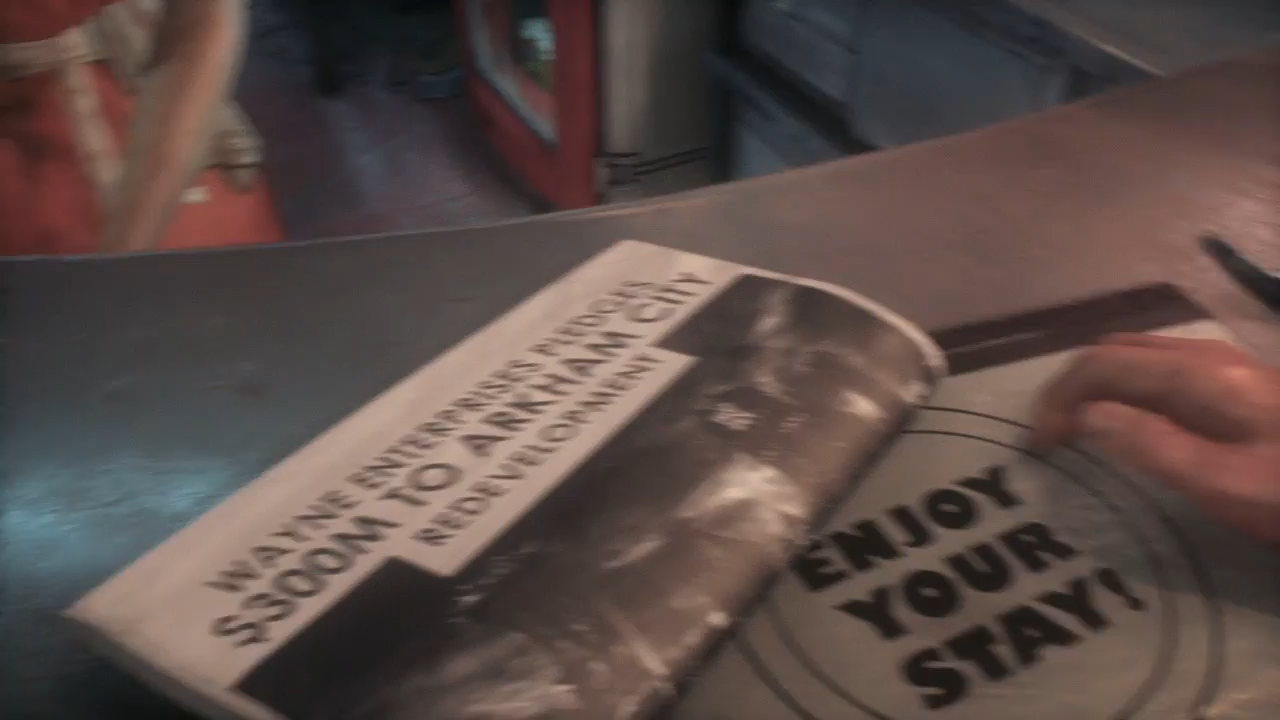 WAYNE ENTERPRISES PLEDGES
$300M TO ARKHAM CITY
REDEVELOPMENT
ENJOY
YOUR
STAY!